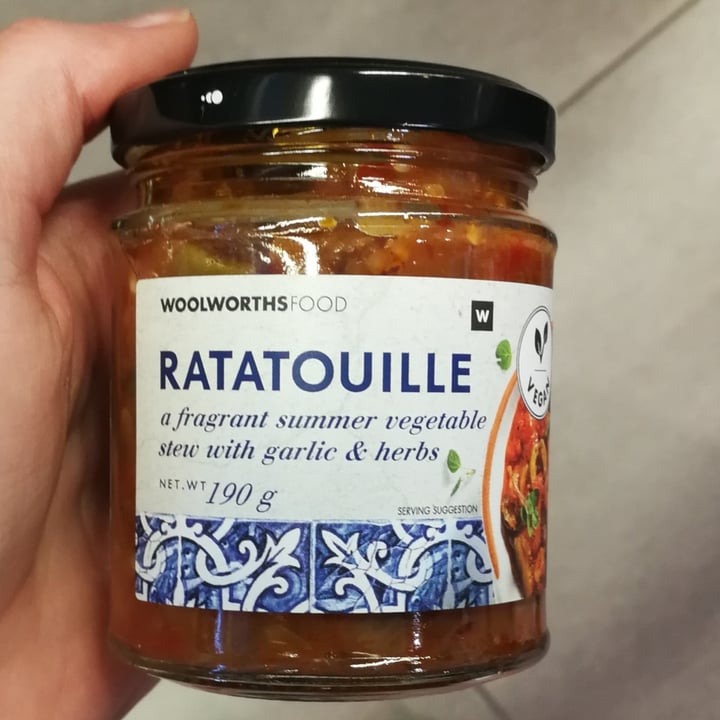 WOOLWORTHSFOOD
W
RATATOUILLE
a fragrant summer vegetable
stew with garlic & herbs
NET.WT 190 g
SERVING SUGGESTION
VEGAN